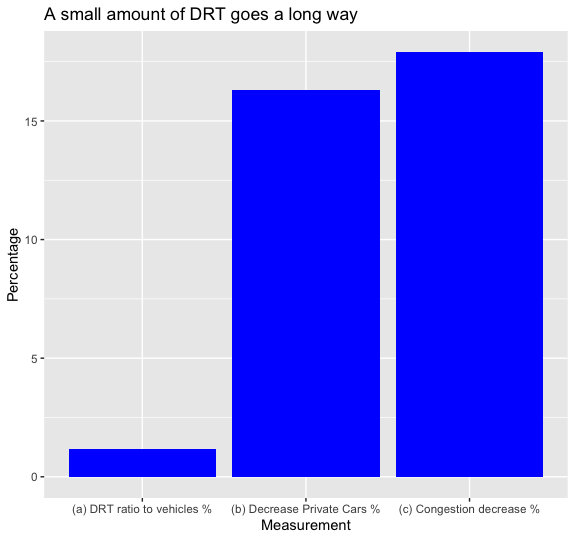 A small amount of DRT goes a long way
Percentage
15
10
5
0
(a) DRT ratio to vehicles %
(b) Decrease Private Cars %
(c) Congestion decrease %
Measurement